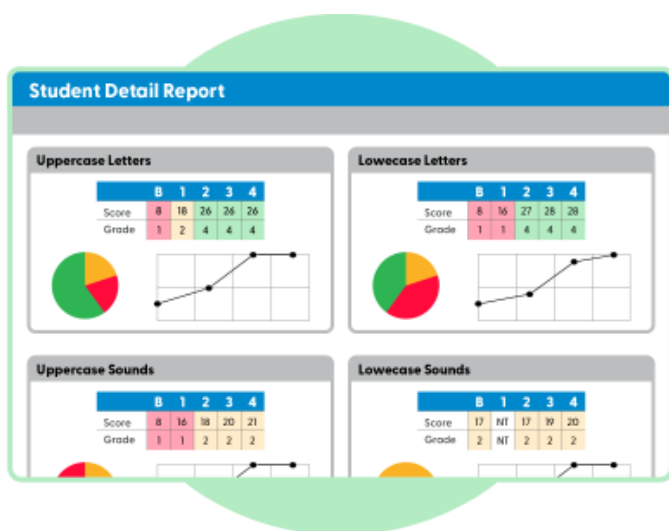 Student Detail Report
Uppercase Letters
B 1 2 3 4
Score 8 18 26 26 26
Grade 1 2 4 4 4
Lowecase Letters
B 1 2 3 4
Score 8 16 27 28 28
Grade 1 1 4 4 4
Uppercase Sounds
B 1 2 3 4
Score 8 16 18 20 21
Grade 1 1 2 2 2
Lowecase Sounds
B 1 2 3 4
Score 17 NT 17 19 20
Grade 2 NT 2 2 2